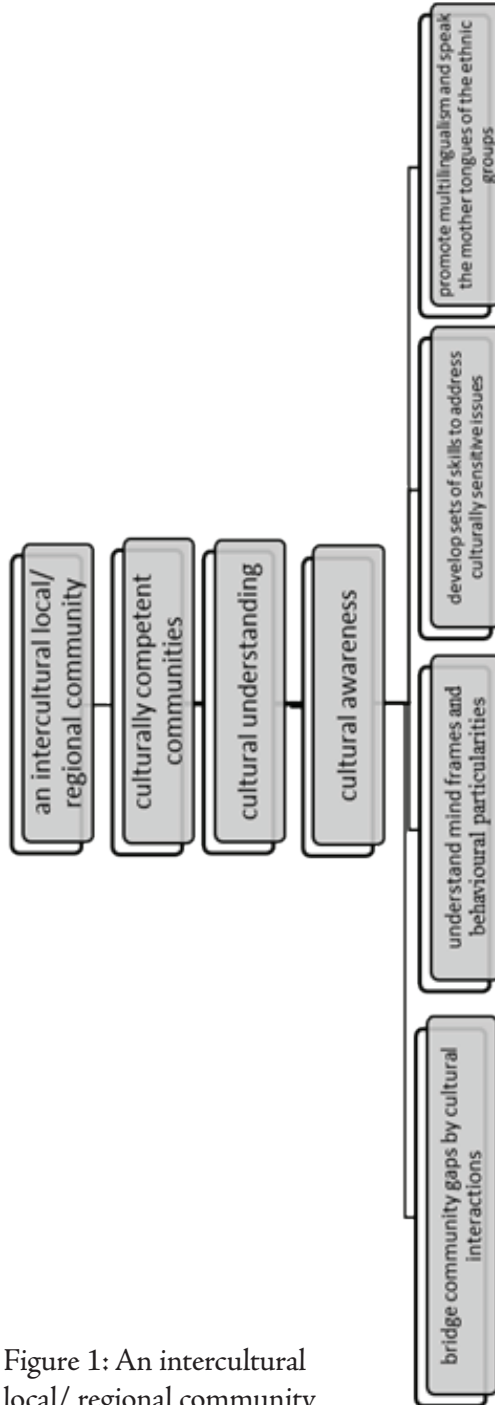 an intercultural local/
regional community
culturally competent
communities
cultural understanding
cultural awareness
bridge community gaps by cultural
interactions
understand mind frames and
behavioural particularities
develop sets of skills to address
culturally sensitive issues
promote multilingualism and speak
the mother tongues of the ethnic
groups
Figure 1: An intercultural
local/ regional community